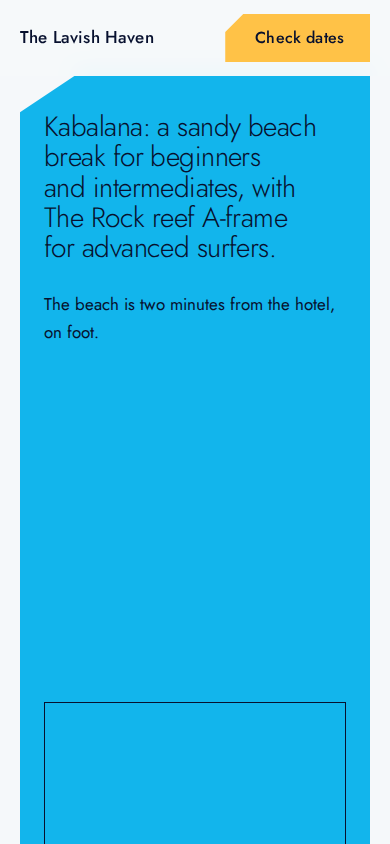 The Lavish Haven
Check dates
Kabalana: a sandy beach
break for beginners
and intermediates, with
The Rock reef A-frame
for advanced surfers.
The beach is two minutes from the hotel,
on foot.